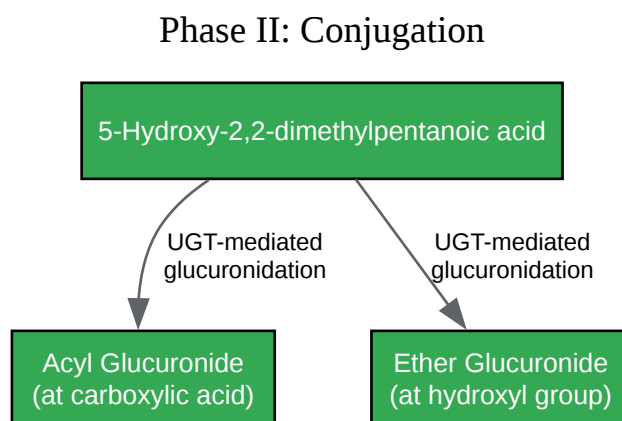 Phase II: Conjugation
5-Hydroxy-2,2-dimethylpentanoic acid
UGT-mediated
glucuronidation
UGT-mediated
glucuronidation
Acyl Glucuronide
(at carboxylic acid)
Ether Glucuronide
(at hydroxyl group)